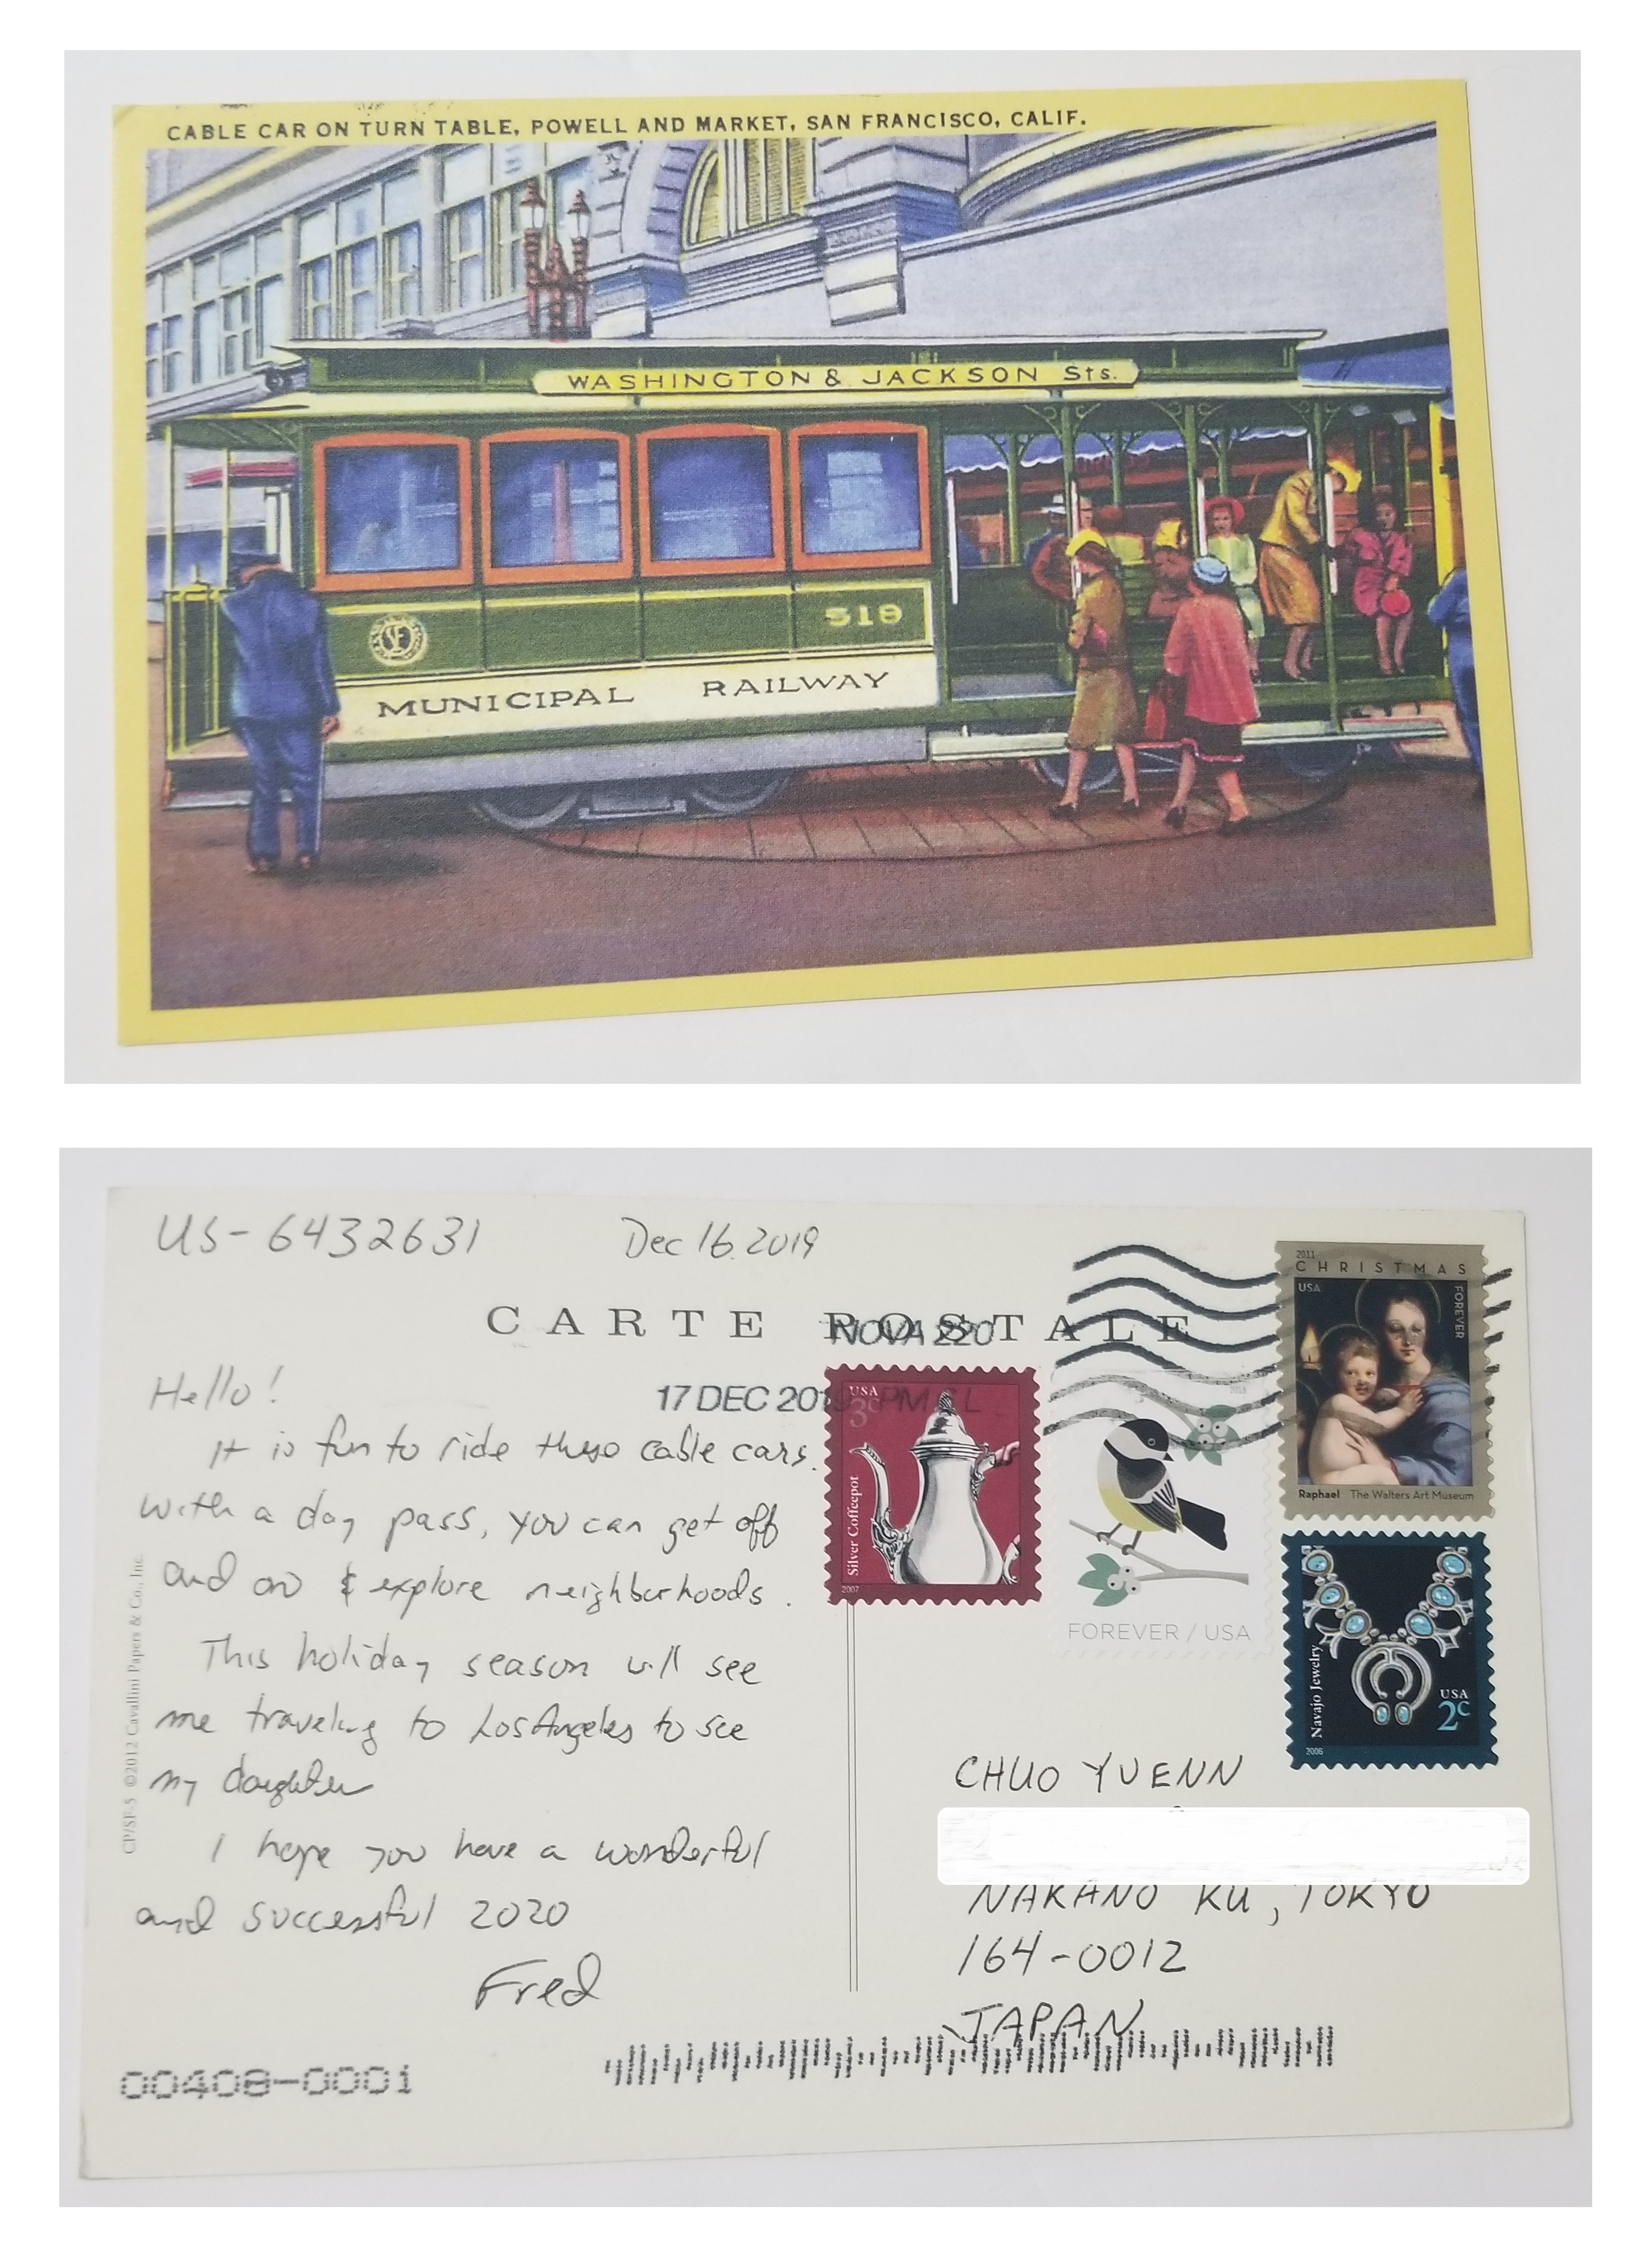 CABLE CAR ON TURN TABLE, POWELL AND MARKET, SAN FRANCISCO, CALIF.
WASHINGTON & JACKSON Sts.
518
SF
MUNICIPAL RAILWAY
US-6432631 Dec 16 2019
CARTE POSTALE
NOVA 220
17 DEC 2019 PM L
2011
CHRISTMAS
USA
FOREVER
Raphael The Walters Art Museum
USA
3c
Silver Coffeepot
2007
2018
FOREVER / USA
Navajo Jewelry
USA
2c
2006
Hello!
It is fun to ride these cable cars.
With a day pass, you can get off
and on & explore neighborhoods.
This holiday season will see
me traveling to Los Angeles to see
my daughter
I hope you have a wonderful
and successful 2020
Fred
CP/SF-5 ©2012 Cavallini Papers & Co., Inc.
CHUO YUENN
NAKANO KU, TOKYO
164-0012
JAPAN
00408-0001